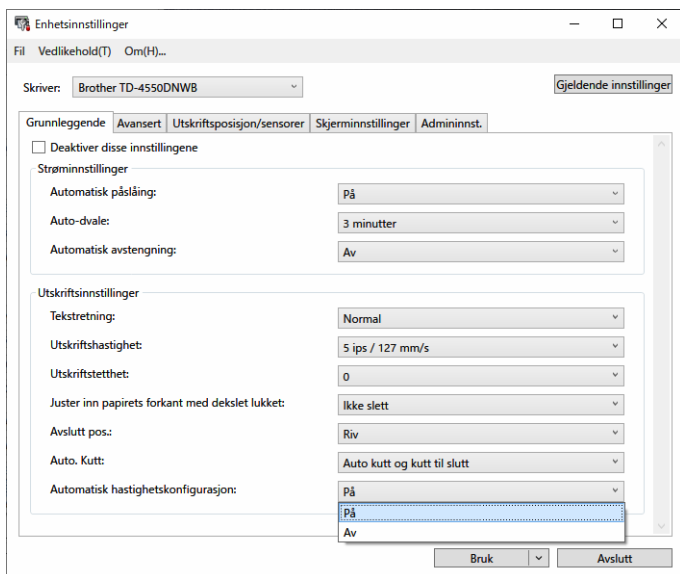 Enhetsinnstillinger
Fil Vedlikehold(T) Om(H)...
Skriver: Brother TD-4550DNWB Gjeldende innstillinger
Grunnleggende Avansert Utskriftsposisjon/sensorer Skjerminnstillinger Admininnst.
Deaktiver disse innstillingene
Strøminnstillinger
Automatisk påslåing: På
Auto-dvale: 3 minutter
Automatisk avstengning: Av
Utskriftsinnstillinger
Tekstretning: Normal
Utskriftshastighet: 5 ips / 127 mm/s
Utskriftstetthet: 0
Juster inn papirets forkant med dekslet lukket: Ikke slett
Avslutt pos.: Riv
Auto. Kutt: Auto kutt og kutt til slutt
Automatisk hastighetskonfigurasjon: På
På
Av
Bruk Avslutt